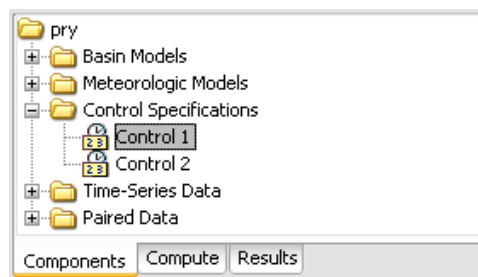 pry
Basin Models
Meteorologic Models
Control Specifications
Control 1
Control 2
Time-Series Data
Paired Data
Components Compute Results